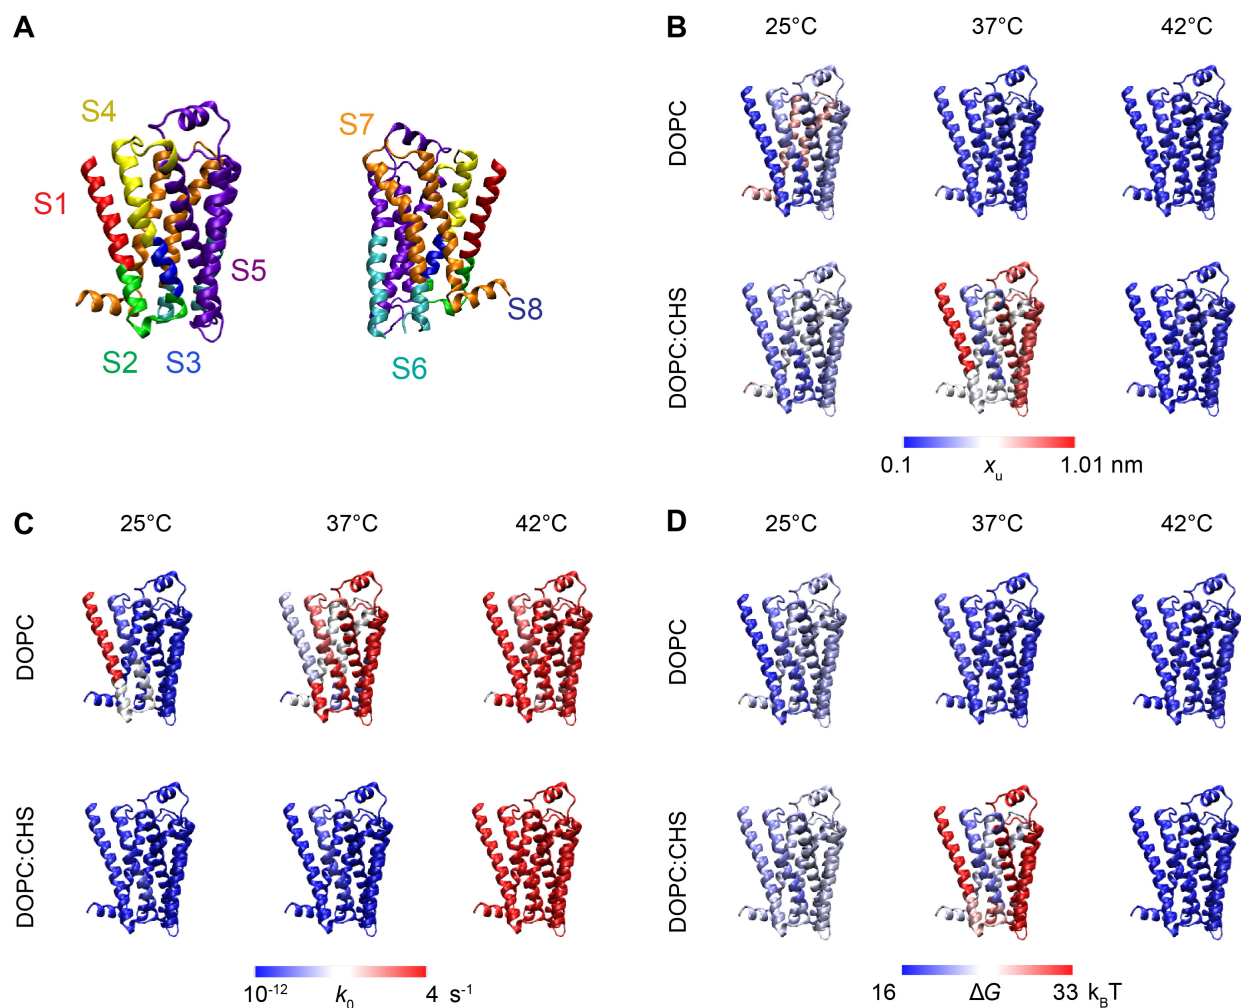 A
S4
S7
S1
S5
S8
S2
S3
S6
B
25°C
37°C
42°C
DOPC
DOPC:CHS
0.1
xu
1.01 nm
C
25°C
37°C
42°C
DOPC
DOPC:CHS
10-12
k0
4 s-1
D
25°C
37°C
42°C
DOPC
DOPC:CHS
16
ΔG
33 kBT